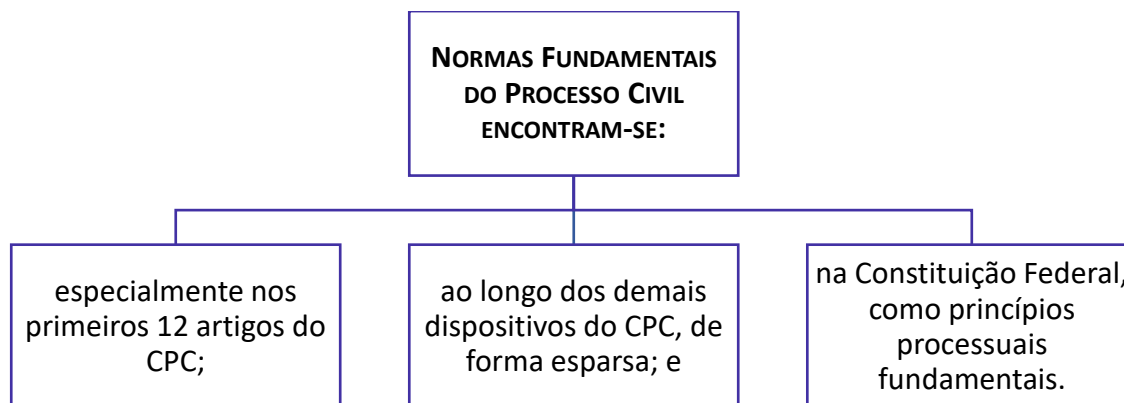 NORMAS FUNDAMENTAIS
DO PROCESSO CIVIL
ENCONTRAM-SE:
especialmente nos
primeiros 12 artigos do
CPC;
ao longo dos demais
dispositivos do CPC, de
forma esparsa; e
na Constituição Federal,
como princípios
processuais
fundamentais.